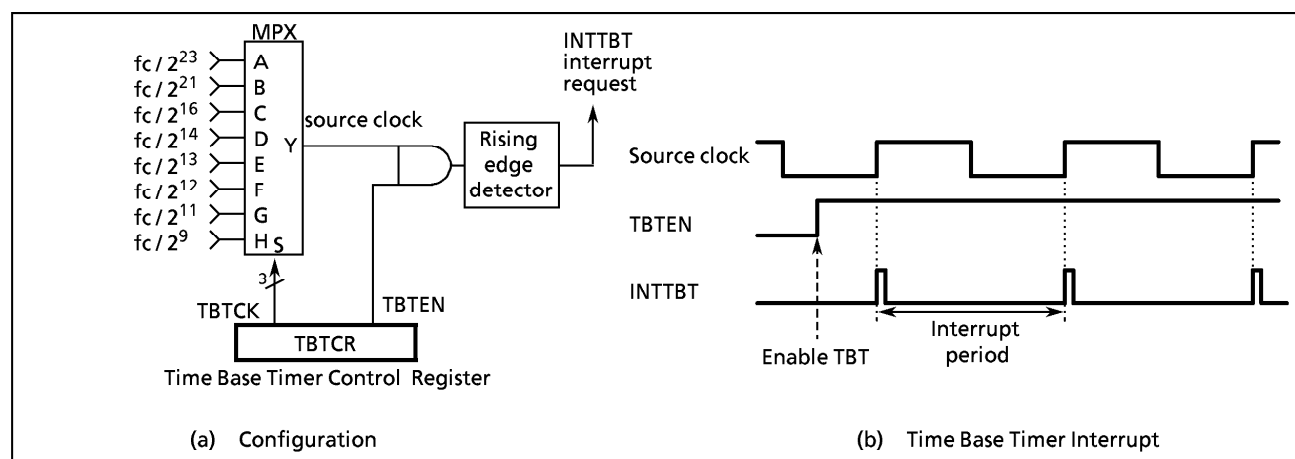 MPX
fc / 2^23 A
fc / 2^21 B
fc / 2^16 C
fc / 2^14 D
fc / 2^13 E
fc / 2^12 F
fc / 2^11 G
fc / 2^9 H
S
Y
source clock
3
TBTCK
TBTEN
TBTCR
Time Base Timer Control Register
Rising
edge
detector
INTTBT
interrupt
request
(a) Configuration
Source clock
TBTEN
INTTBT
Enable TBT
Interrupt
period
(b) Time Base Timer Interrupt